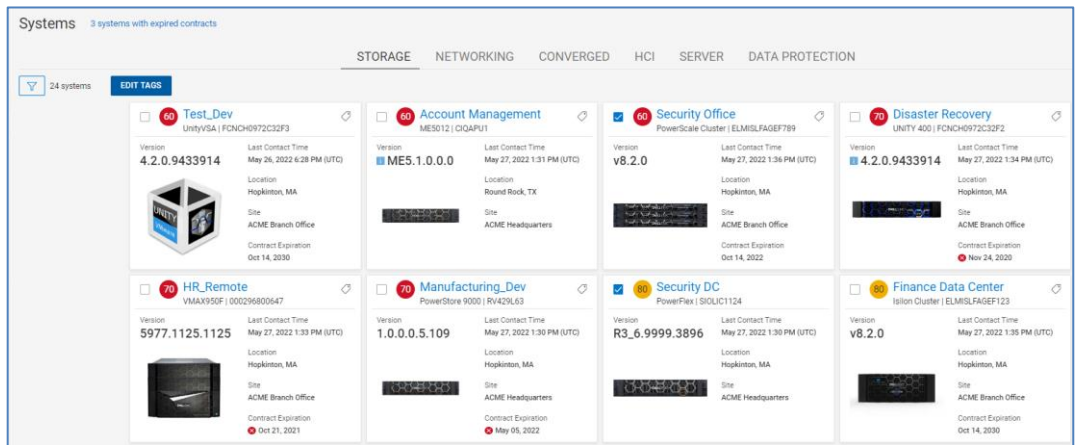 Systems 3 systems with expired contracts
STORAGE NETWORKING CONVERGED HCI SERVER DATA PROTECTION
24 systems EDIT TAGS
60 Test_Dev
UnityVSA | FCNCH0972C32F3
Version
4.2.0.9433914
Last Contact Time
May 26, 2022 6:28 PM (UTC)
Location
Hopkinton, MA
Site
ACME Branch Office
Contract Expiration
Oct 14, 2030
UNITY
60 Account Management
ME5012 | CIQAPU1
Version
ME5.1.0.0.0
Last Contact Time
May 27, 2022 1:31 PM (UTC)
Location
Round Rock, TX
Site
ACME Headquarters
60 Security Office
PowerScale Cluster | ELMISLFAGEF789
Version
v8.2.0
Last Contact Time
May 27, 2022 1:36 PM (UTC)
Location
Hopkinton, MA
Site
ACME Branch Office
Contract Expiration
Oct 14, 2022
70 Disaster Recovery
UNITY 400 | FCNCH0972C32F2
Version
4.2.0.9433914
Last Contact Time
May 27, 2022 1:34 PM (UTC)
Location
Hopkinton, MA
Site
ACME Branch Office
Contract Expiration
Nov 24, 2020
70 HR_Remote
VMAX950F | 000296800647
Version
5977.1125.1125
Last Contact Time
May 27, 2022 1:33 PM (UTC)
Location
Hopkinton, MA
Site
ACME Branch Office
Contract Expiration
Oct 21, 2021
70 Manufacturing_Dev
PowerStore 9000 | RV429L63
Version
1.0.0.0.5.109
Last Contact Time
May 27, 2022 1:30 PM (UTC)
Location
Hopkinton, MA
Site
ACME Headquarters
Contract Expiration
May 05, 2022
80 Security DC
PowerFlex | SIOLIC1124
Version
R3_6.9999.3896
Last Contact Time
May 27, 2022 1:30 PM (UTC)
Location
Hopkinton, MA
Site
ACME Headquarters
80 Finance Data Center
Isilon Cluster | ELMISLFAGEF123
Version
v8.2.0
Last Contact Time
May 27, 2022 1:35 PM (UTC)
Location
Hopkinton, MA
Site
ACME Branch Office
Contract Expiration
Oct 14, 2030